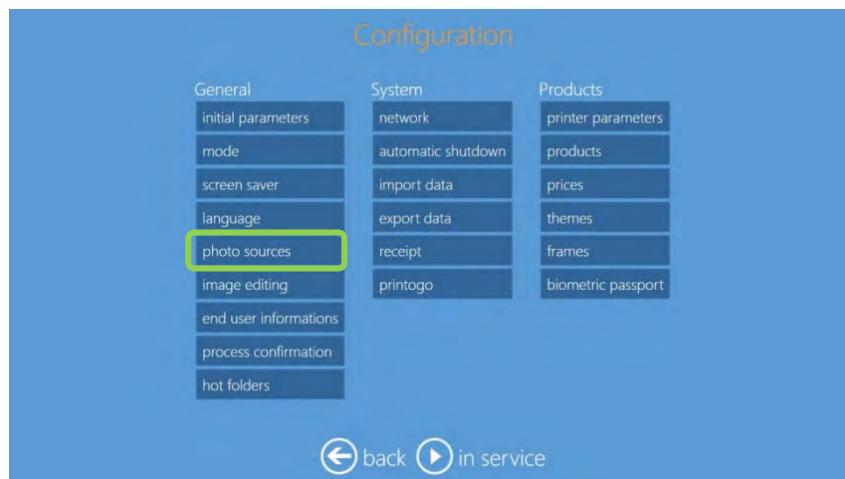 Configuration
General
initial parameters
mode
screen saver
language
photo sources
image editing
end user informations
process confirmation
hot folders
System
network
automatic shutdown
import data
export data
receipt
printogo
Products
printer parameters
products
prices
themes
frames
biometric passport
back in service